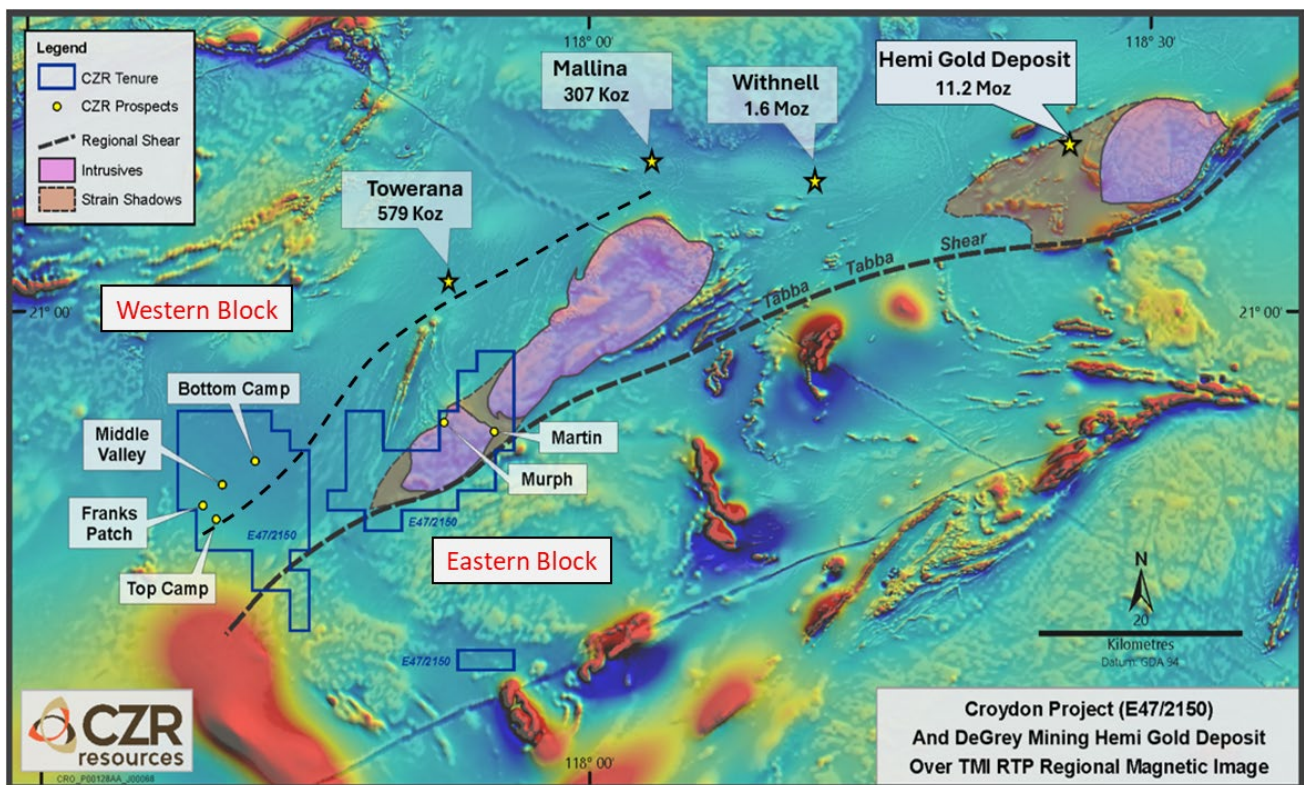 Legend
CZR Tenure
CZR Prospects
Regional Shear
Intrusives
Strain Shadows
118° 00'
118° 30'
Mallina
307 Koz
Withnell
1.6 Moz
Hemi Gold Deposit
11.2 Moz
Towerana
579 Koz
Tabba Tabba Shear
21° 00'
21° 00'
Western Block
Bottom Camp
Middle
Valley
Franks
Patch
Top Camp
E47/2150
Martin
Murph
E47/2150
Eastern Block
E47/2150
N
20
Kilometres
Datum: GDA 94
CZR
resources
CRO_P00128AA_J00068
118° 00'
Croydon Project (E47/2150)
And DeGrey Mining Hemi Gold Deposit
Over TMI RTP Regional Magnetic Image